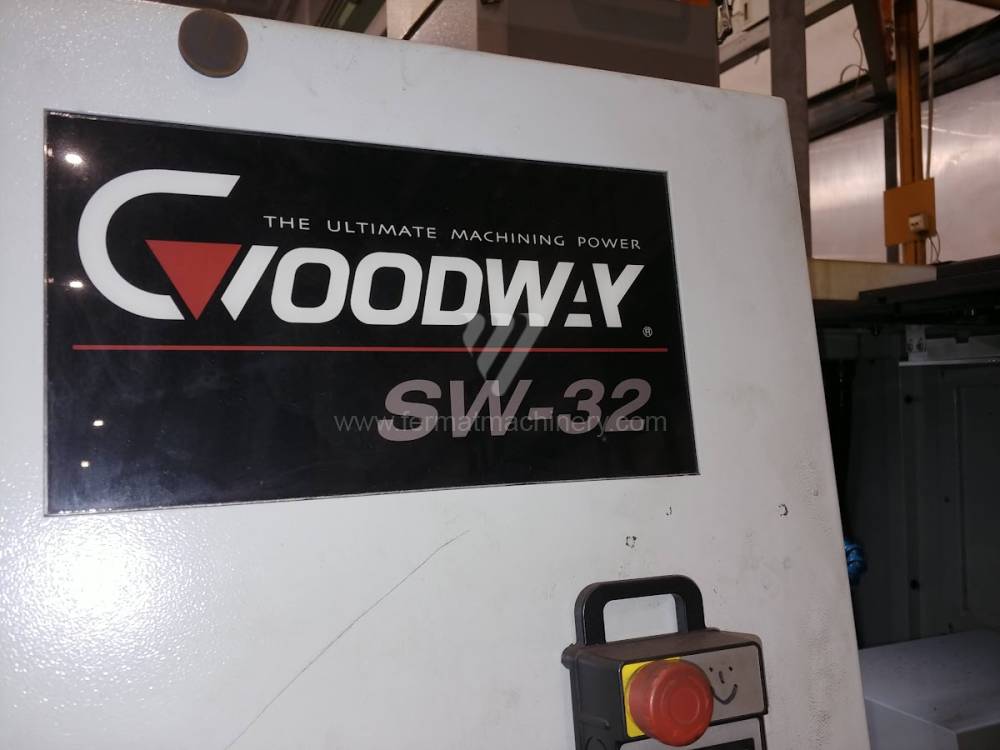 THE ULTIMATE MACHINING POWER
GOODWAY ®
SW-32
www.fermatmachinery.com